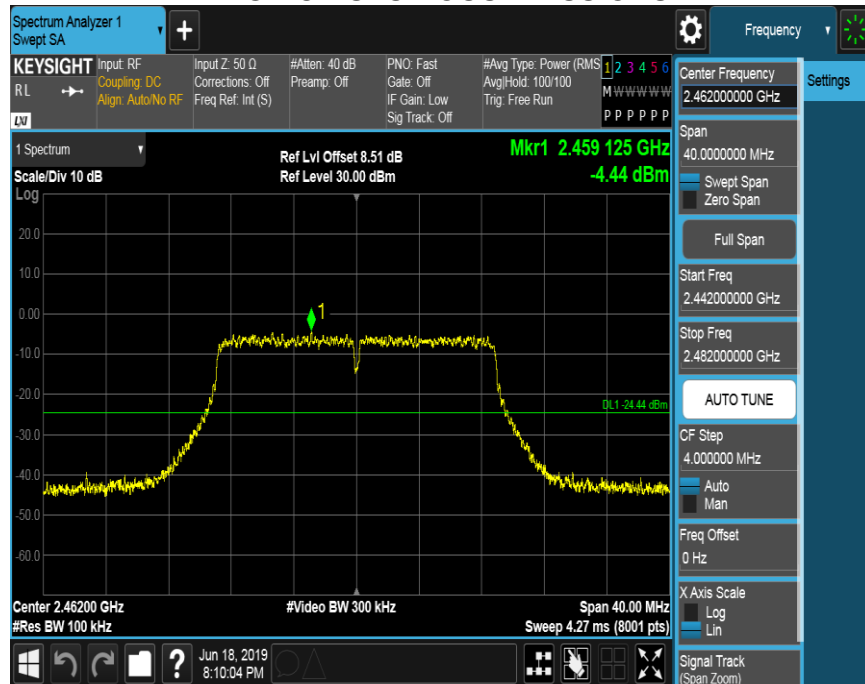 Spectrum Analyzer 1
Swept SA
+
Frequency
KEYSIGHT
RL
LXI
Input: RF
Coupling: DC
Align: Auto/No RF
Input Z: 50 Ω
Corrections: Off
Freq Ref: Int (S)
#Atten: 40 dB
Preamp: Off
PNO: Fast
Gate: Off
IF Gain: Low
Sig Track: Off
#Avg Type: Power (RMS
Avg|Hold: 100/100
Trig: Free Run
1 2 3 4 5 6
M W W W W W
P P P P P P
Center Frequency
2.462000000 GHz
Settings
Span
40.0000000 MHz
Swept Span
Zero Span
Full Span
Start Freq
2.442000000 GHz
Stop Freq
2.482000000 GHz
AUTO TUNE
CF Step
4.000000 MHz
Auto
Man
Freq Offset
0 Hz
X Axis Scale
Log
Lin
Signal Track
(Span Zoom)
1 Spectrum
Scale/Div 10 dB
Log
Ref Lvl Offset 8.51 dB
Ref Level 30.00 dBm
Mkr1 2.459 125 GHz
-4.44 dBm
20.0
10.0
0.00
-10.0
-20.0
-30.0
-40.0
-50.0
-60.0
1
DL1 -24.44 dBm
Center 2.46200 GHz
#Res BW 100 kHz
#Video BW 300 kHz
Span 40.00 MHz
Sweep 4.27 ms (8001 pts)
?
Jun 18, 2019
8:10:04 PM